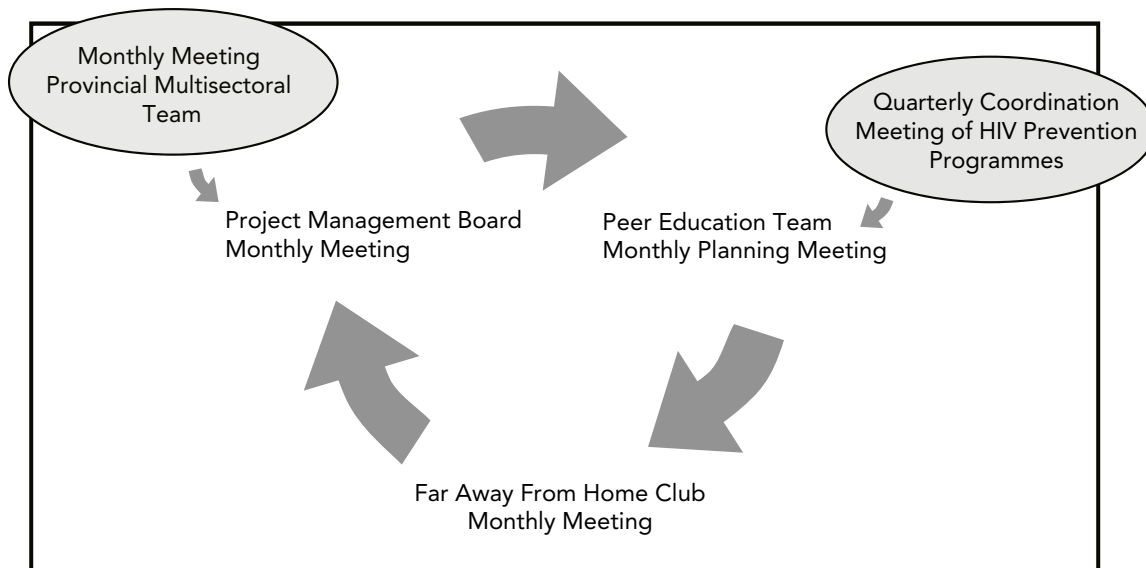 Monthly Meeting
Provincial Multisectoral
Team
Quarterly Coordination
Meeting of HIV Prevention
Programmes
Project Management Board
Monthly Meeting
Peer Education Team
Monthly Planning Meeting
Far Away From Home Club
Monthly Meeting